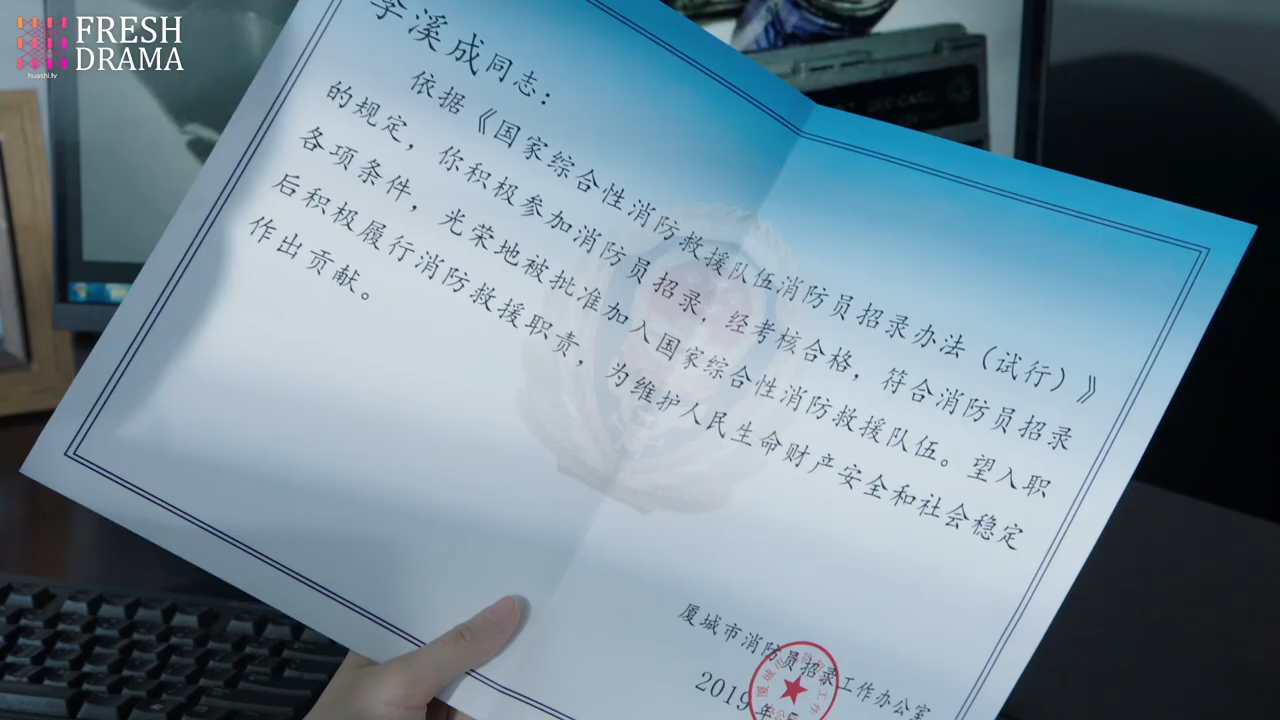 FRESH
DRAMA
huashi.tv
李溪成同志：
依据《国家综合性消防救援队伍消防员招录办法（试行）》
的规定，你积极参加消防员招录，经考核合格，符合消防员招录
各项条件，光荣地被批准加入国家综合性消防救援队伍。望入职
后积极履行消防救援职责，为维护人民生命财产安全和社会稳定
作出贡献。
厦城市消防员招录工作办公室
2019年